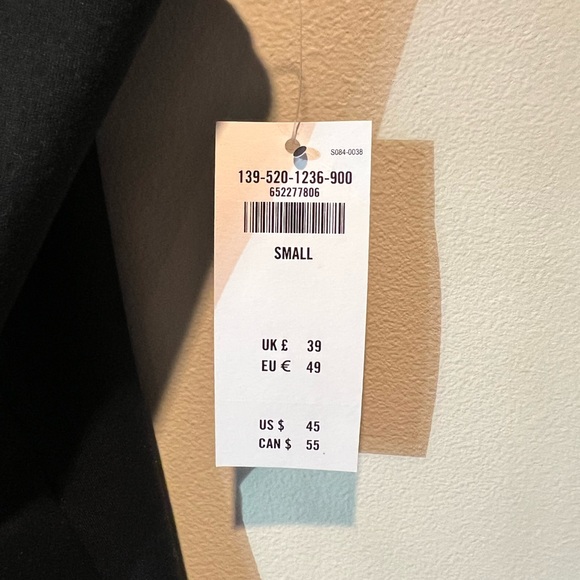 S084-0038
139-520-1236-900
652277806
SMALL
UK £ 39
EU € 49
US $ 45
CAN $ 55